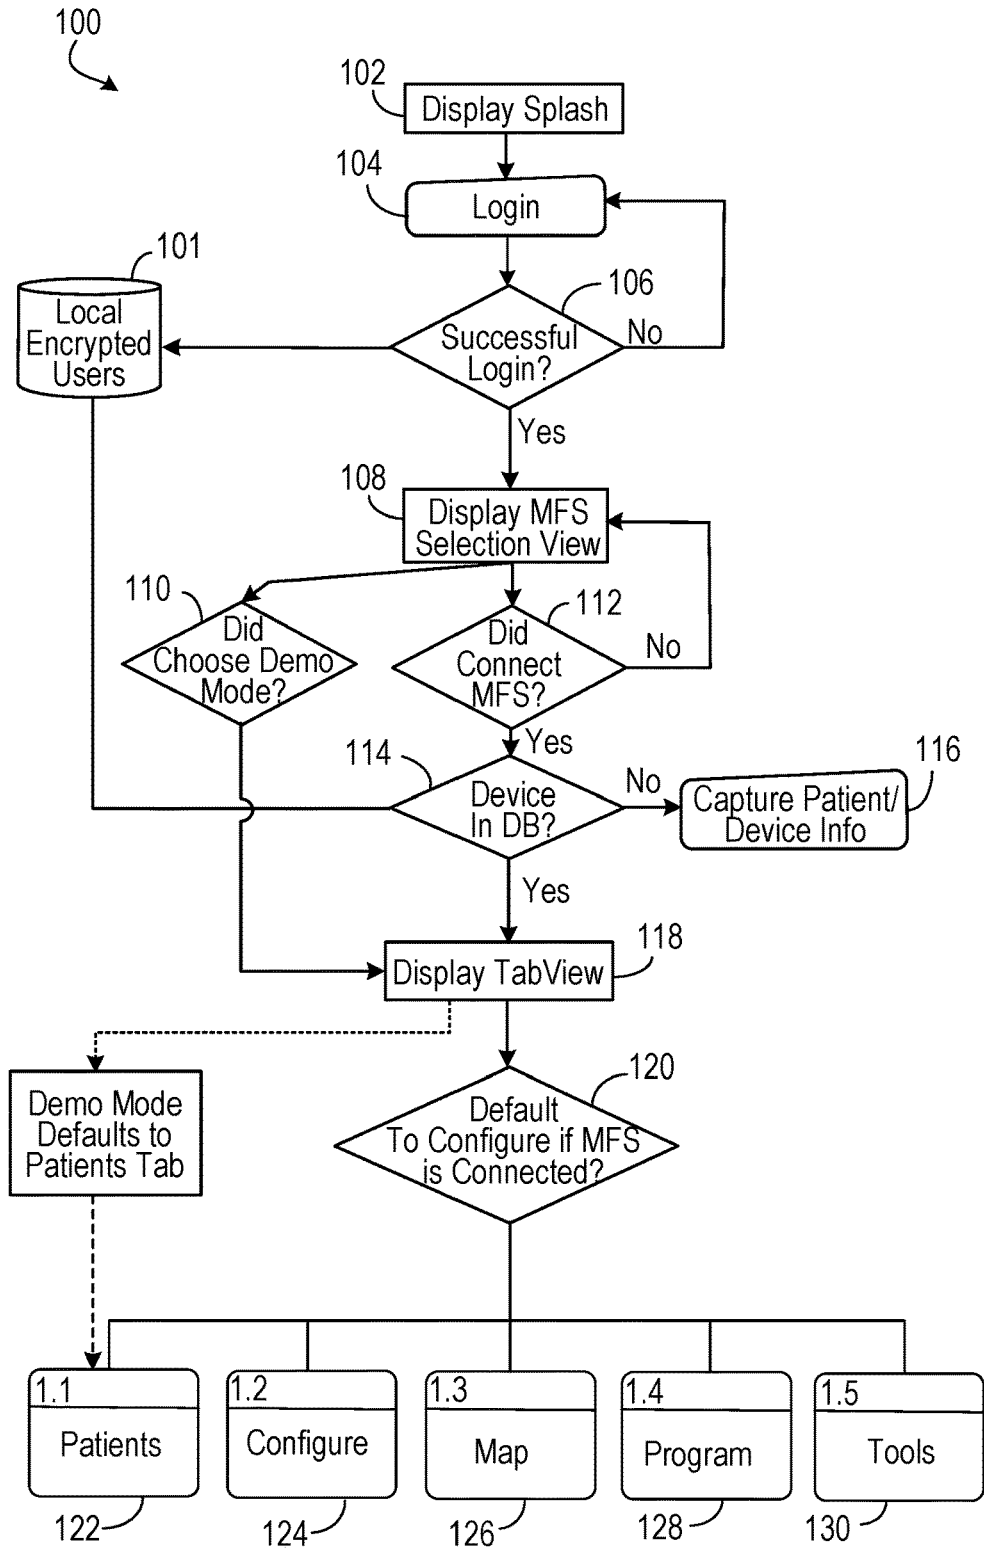 100
102
Display Splash
104
Login
101
Local
Encrypted
Users
106
Successful
Login?
No
Yes
108
Display MFS
Selection View
110
Did
Choose Demo
Mode?
112
Did
Connect
MFS?
No
Yes
114
Device
In DB?
No
116
Capture Patient/
Device Info
Yes
118
Display TabView
Demo Mode
Defaults to
Patients Tab
120
Default
To Configure if MFS
is Connected?
1.1
Patients
122
1.2
Configure
124
1.3
Map
126
1.4
Program
128
1.5
Tools
130